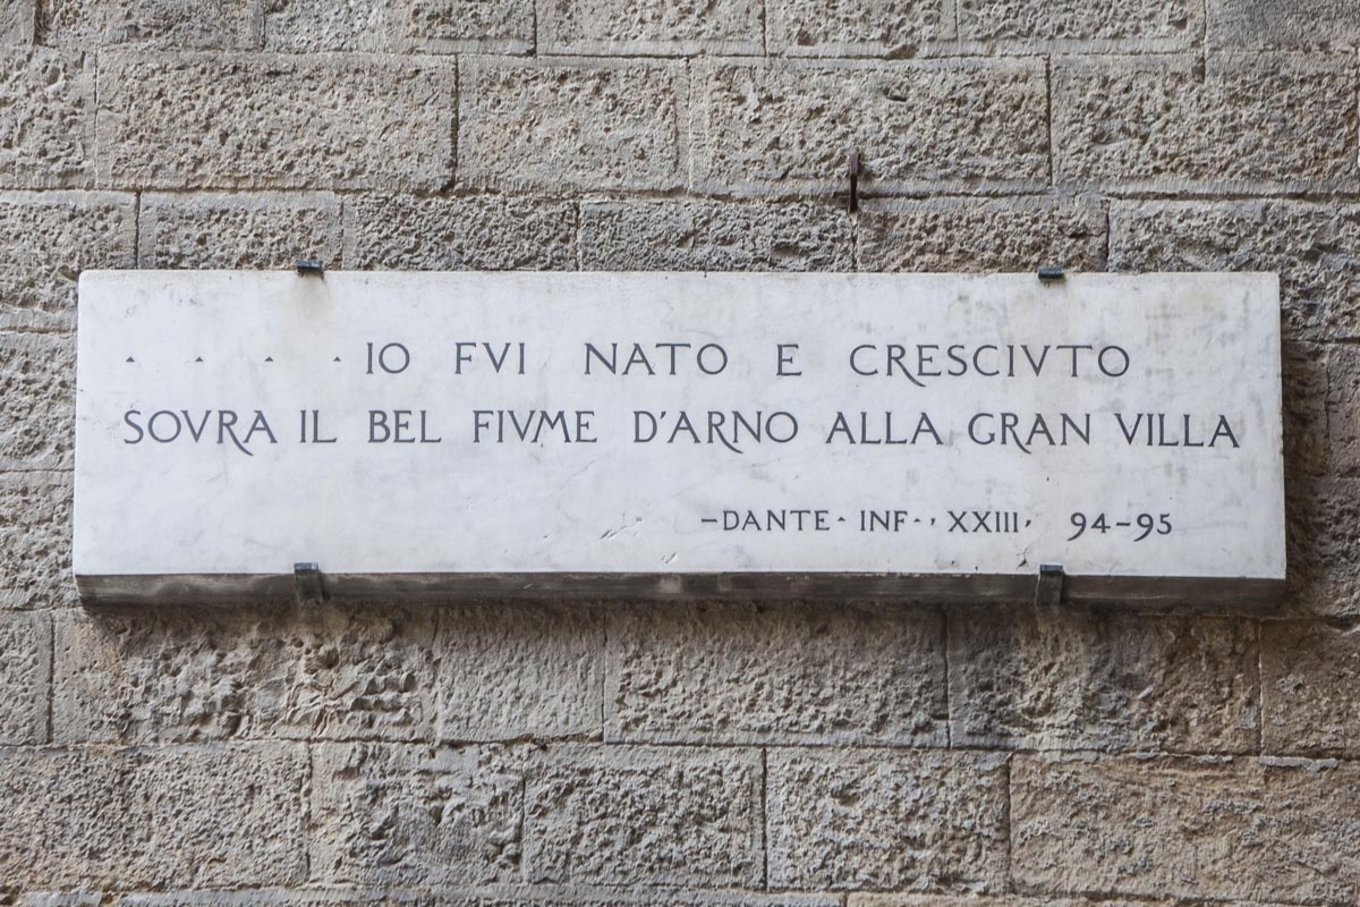 · · · · IO FVI NATO E CRESCIVTO
SOVRA IL BEL FIVME D'ARNO ALLA GRAN VILLA
–DANTE· INF·, XXIII, 94–95